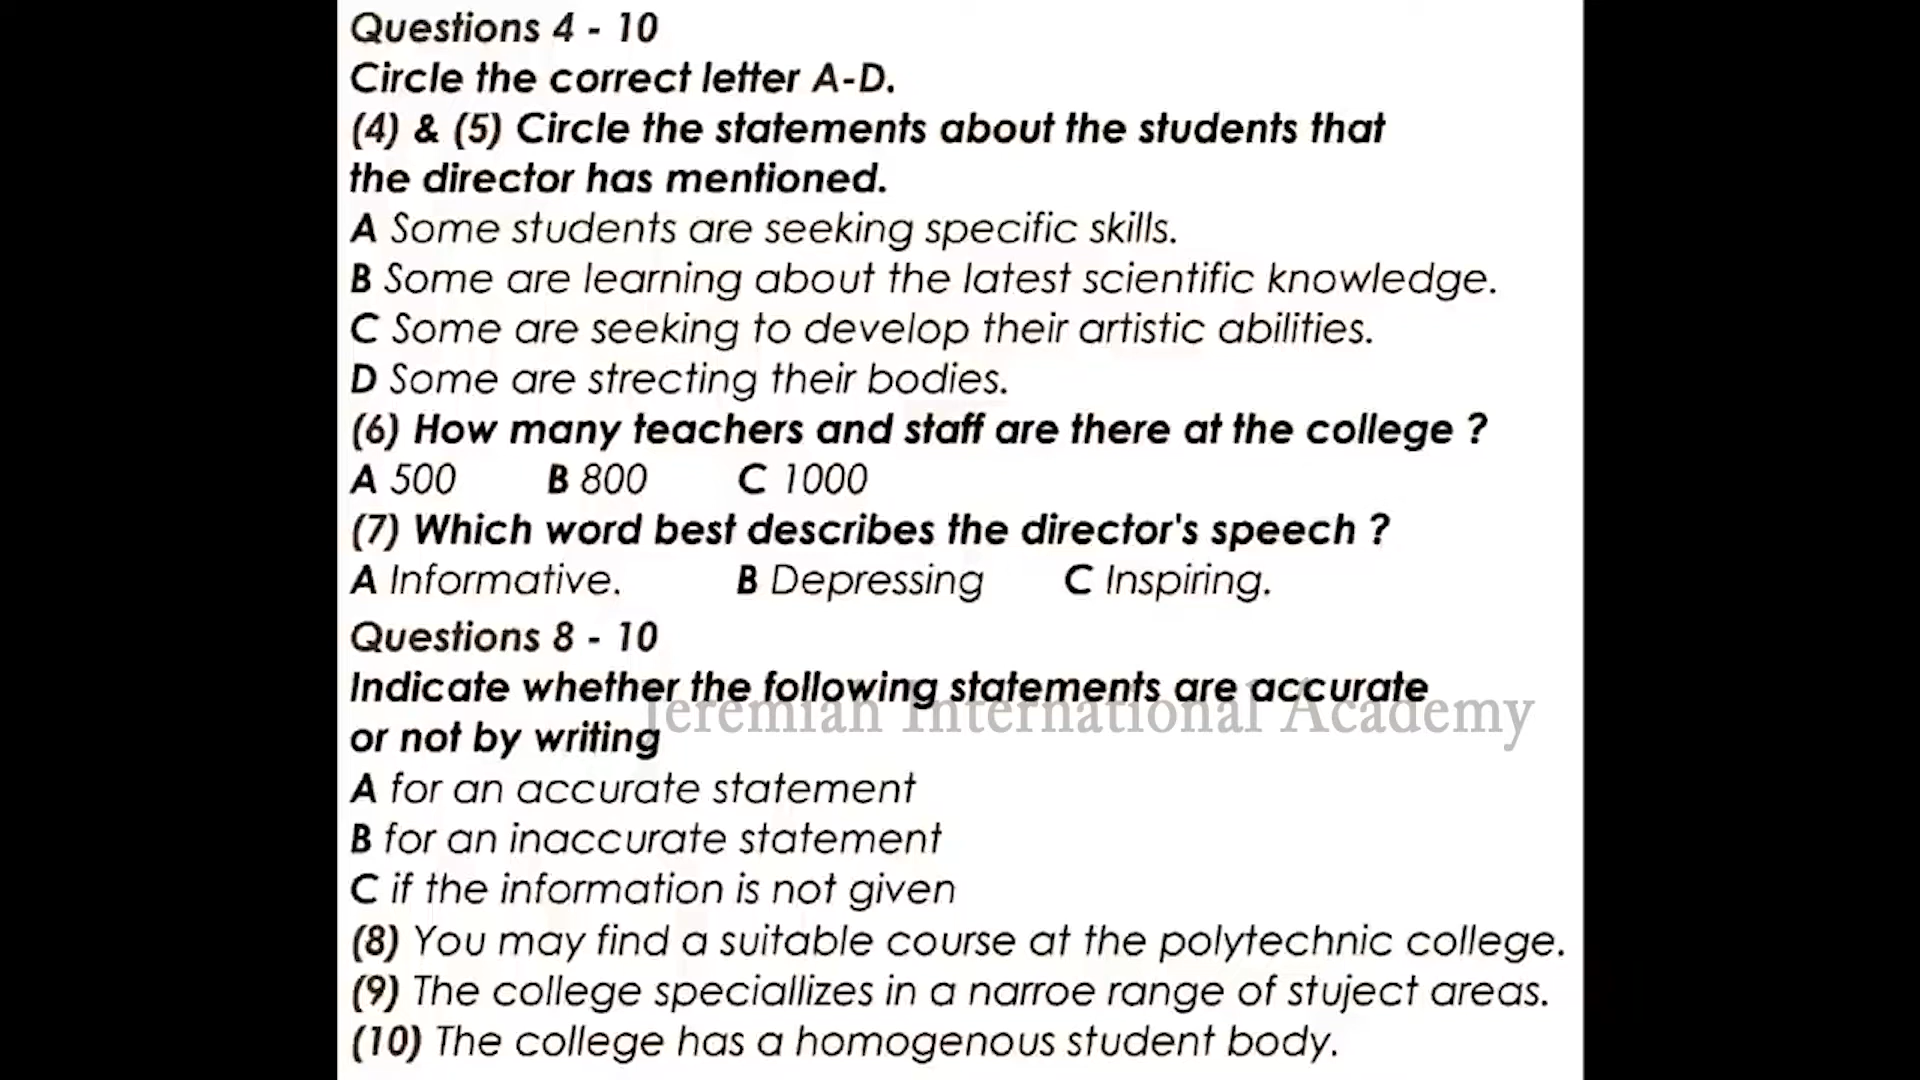 Questions 4 - 10
Circle the correct letter A-D.
(4) & (5) Circle the statements about the students that
the director has mentioned.
A Some students are seeking specific skills.
B Some are learning about the latest scientific knowledge.
C Some are seeking to develop their artistic abilities.
D Some are strecting their bodies.
(6) How many teachers and staff are there at the college ?
A 500 B 800 C 1000
(7) Which word best describes the director's speech ?
A Informative. B Depressing C Inspiring.
Questions 8 - 10
Indicate whether the following statements are accurate
or not by writing
Jeremiah International Academy
A for an accurate statement
B for an inaccurate statement
C if the information is not given
(8) You may find a suitable course at the polytechnic college.
(9) The college speciallizes in a narroe range of stuject areas.
(10) The college has a homogenous student body.